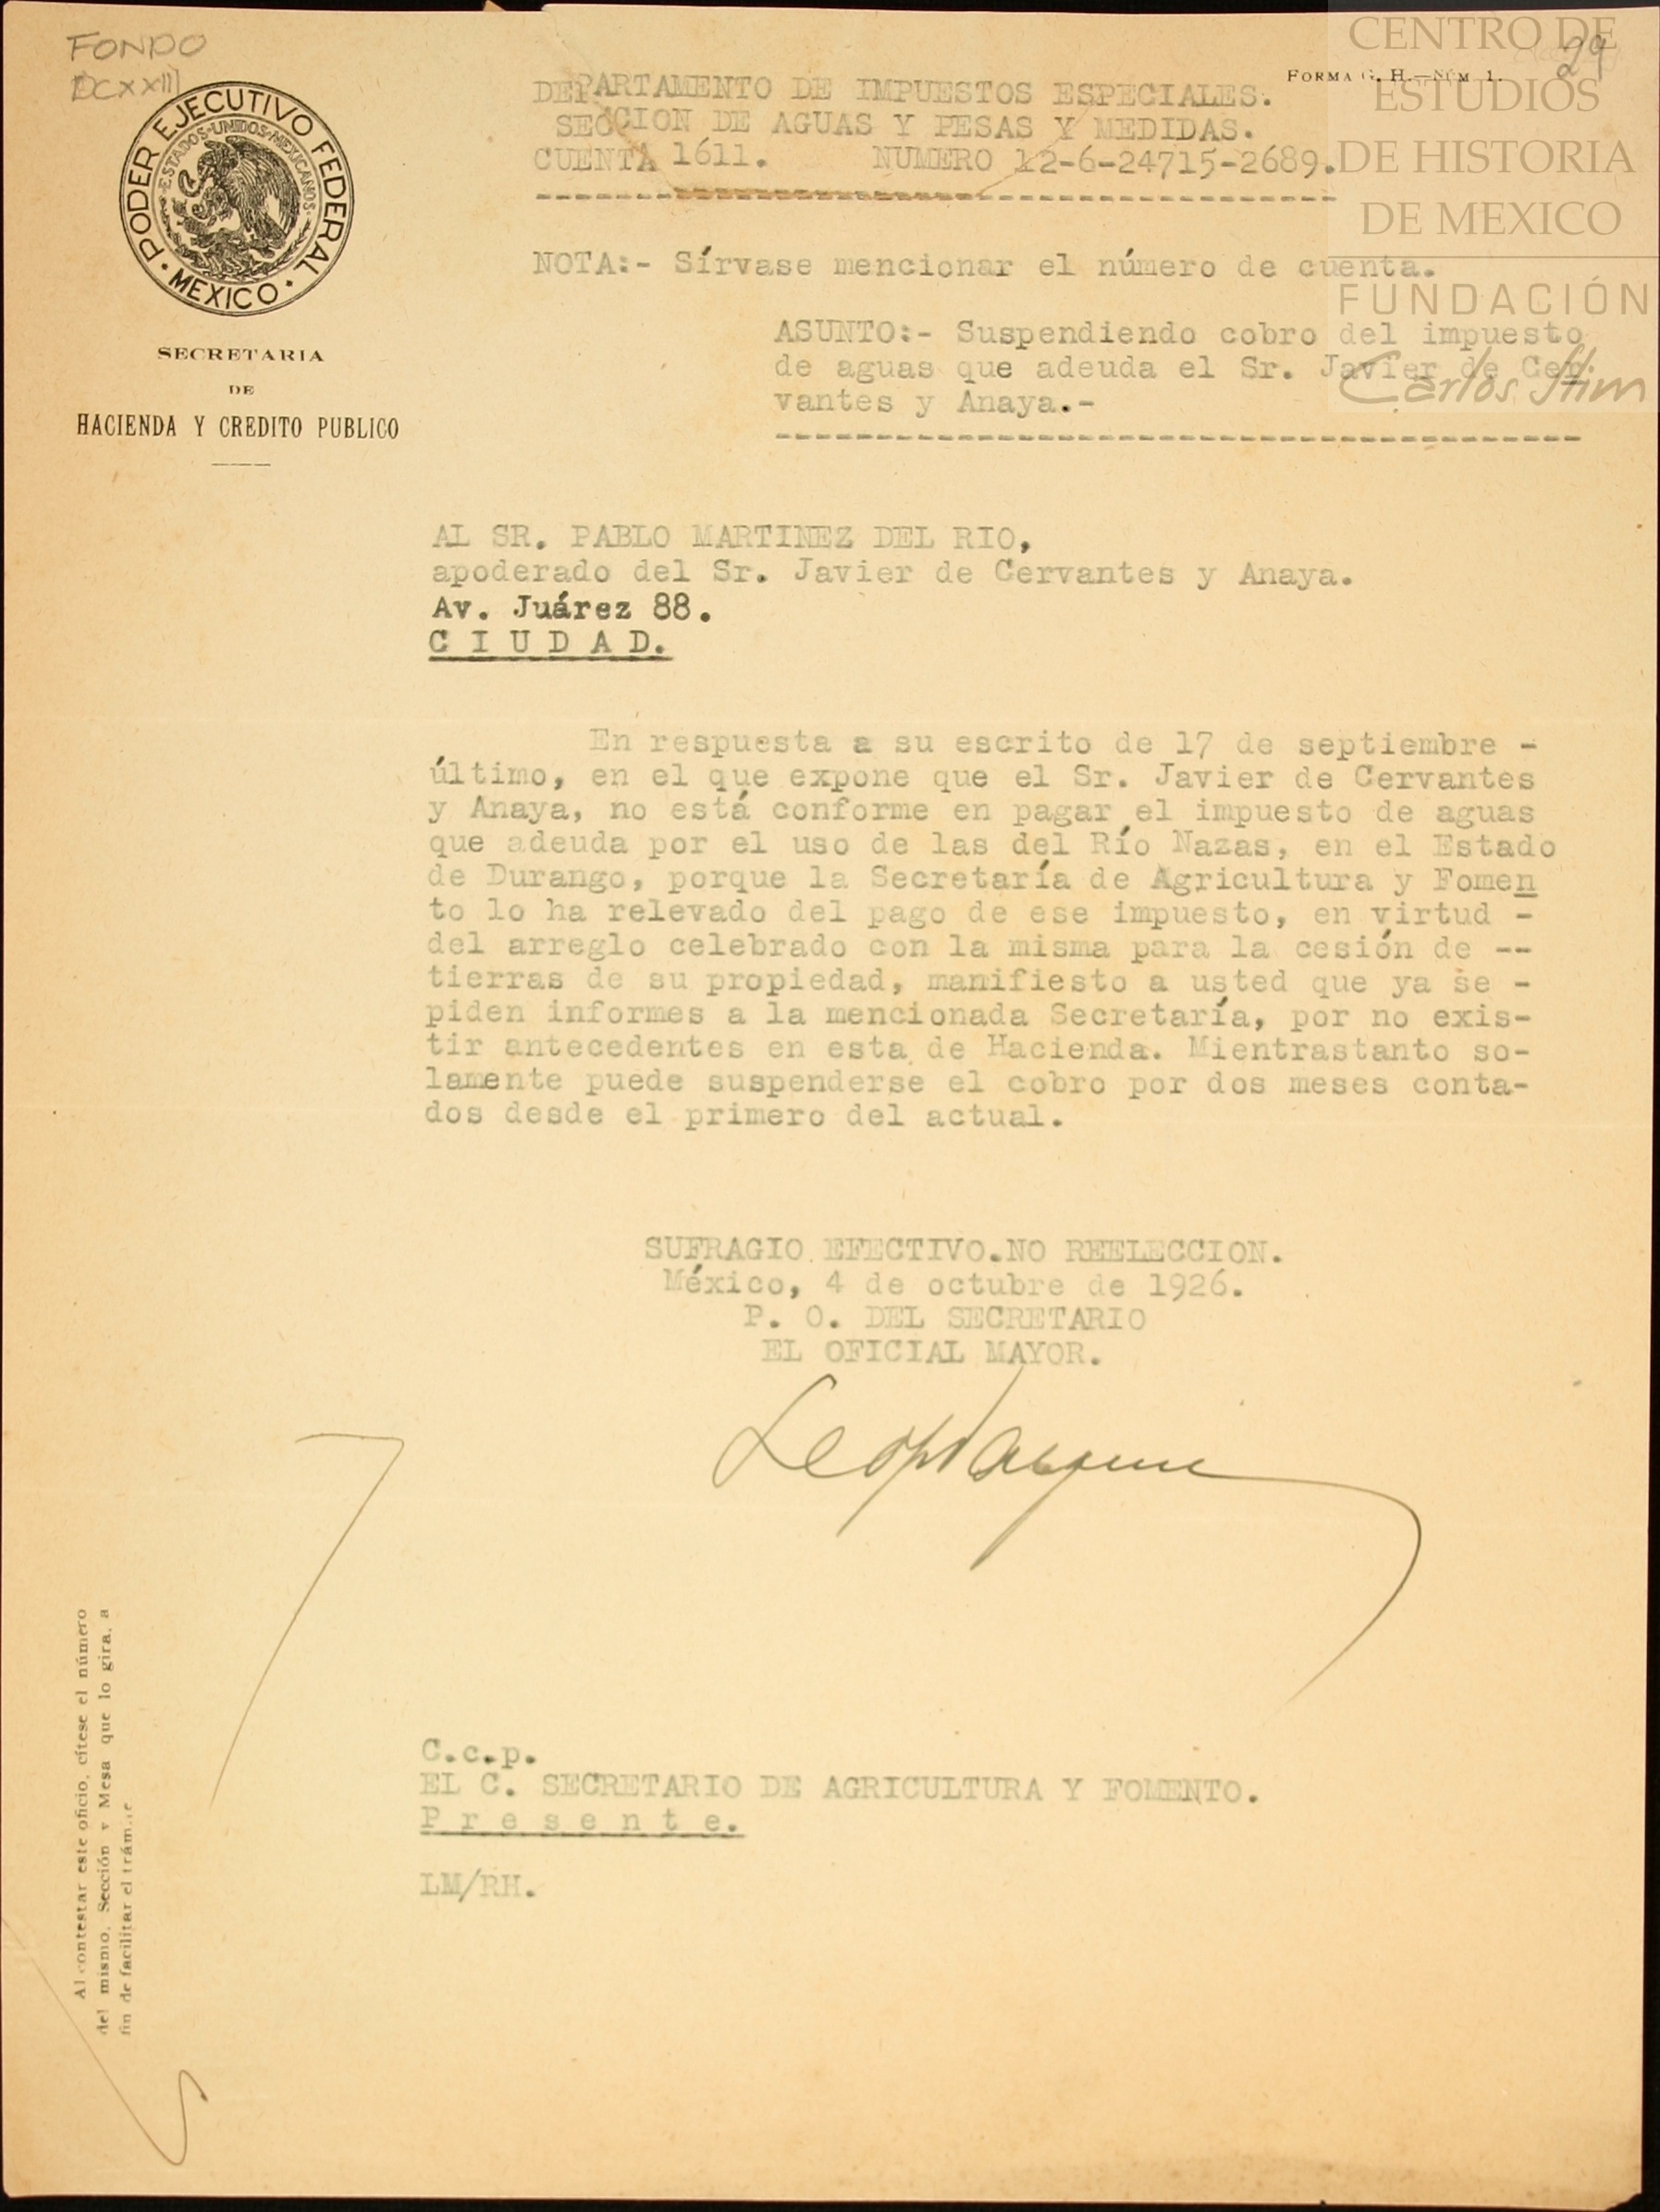 FONDO
DCXXIII
29
FORMA G. H.—NÚM 1.
CENTRO DE
ESTUDIOS
DE HISTORIA
DE MEXICO
FUNDACIÓN
Carlos Slim
PODER EJECUTIVO FEDERAL
ESTADOS·UNIDOS·MEXICANOS
· MEXICO ·
SECRETARIA
DE
HACIENDA Y CREDITO PUBLICO
DEPARTAMENTO DE IMPUESTOS ESPECIALES.
SECCION DE AGUAS Y PESAS Y MEDIDAS.
CUENTA 1611. NUMERO 12-6-24715-2689.
NOTA:- Sírvase mencionar el número de cuenta.
ASUNTO:- Suspendiendo cobro del impuesto
de aguas que adeuda el Sr. Javier de Cer
vantes y Anaya.-
AL SR. PABLO MARTINEZ DEL RIO,
apoderado del Sr. Javier de Cervantes y Anaya.
Av. Juárez 88.
C I U D A D.
En respuesta a su escrito de 17 de septiembre -
último, en el que expone que el Sr. Javier de Cervantes
y Anaya, no está conforme en pagar el impuesto de aguas
que adeuda por el uso de las del Río Nazas, en el Estado
de Durango, porque la Secretaría de Agricultura y Fomen
to lo ha relevado del pago de ese impuesto, en virtud -
del arreglo celebrado con la misma para la cesión de --
tierras de su propiedad, manifiesto a usted que ya se -
piden informes a la mencionada Secretaría, por no exis-
tir antecedentes en esta de Hacienda. Mientrastanto so-
lamente puede suspenderse el cobro por dos meses conta-
dos desde el primero del actual.
SUFRAGIO EFECTIVO.NO REELECCION.
México, 4 de octubre de 1926.
P. O. DEL SECRETARIO
EL OFICIAL MAYOR.
C.c.p.
EL C. SECRETARIO DE AGRICULTURA Y FOMENTO.
P r e s e n t e.
LM/RH.
Al contestar este oficio, cítese el número
del mismo, Sección y Mesa que lo gira, a
fin de facilitar el trámite